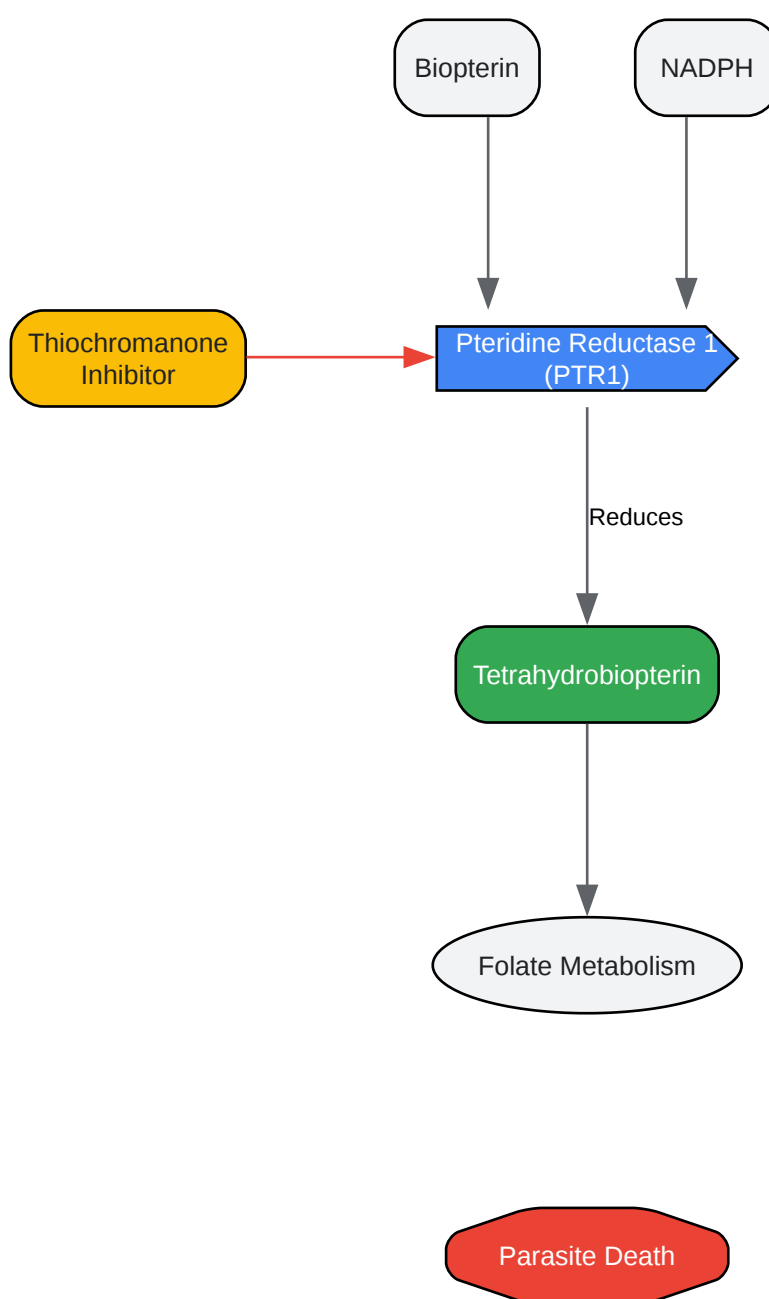 Biopterin
NADPH
Thiochromanone
Inhibitor
Pteridine Reductase 1
(PTR1)
Reduces
Tetrahydrobiopterin
Folate Metabolism
Parasite Death